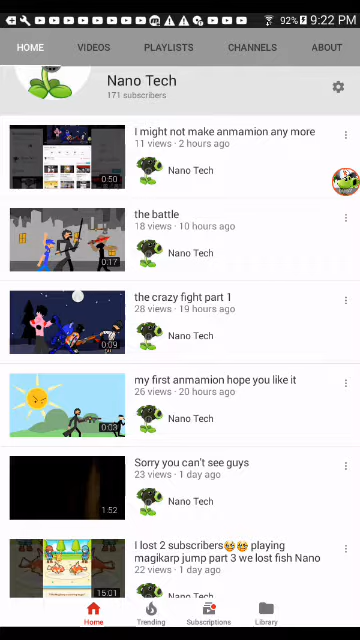 92% 9:22 PM
HOME VIDEOS PLAYLISTS CHANNELS ABOUT
Nano Tech
171 subscribers
I might not make anmamion any more
11 views · 2 hours ago
Nano Tech
0:50
the battle
18 views · 10 hours ago
Nano Tech
0:17
the crazy fight part 1
28 views · 19 hours ago
Nano Tech
0:09
my first anmamion hope you like it
26 views · 20 hours ago
Nano Tech
0:03
Sorry you can't see guys
23 views · 1 day ago
Nano Tech
1:52
I lost 2 subscribers😢😢 playing
magikarp jump part 3 we lost fish Nano
22 views · 1 day ago
Nano Tech
15:01
Home Trending Subscriptions Library